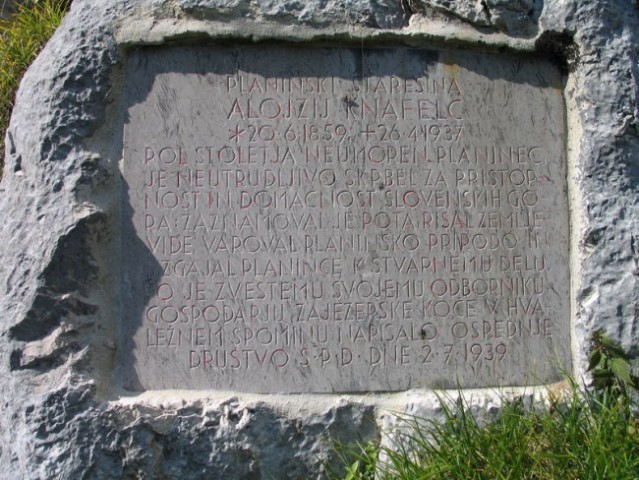 PLANINSKI STAREŠINA
ALOJZIJ KNAFELC
*20.6.1859. +26.4.1937
POL STOLETJA NEUMOREN PLANINEC
JE NEUTRUDLJIVO SKRBEL ZA PRISTOP-
NOST IN DOMAČNOST SLOVENSKIH GO
RA: ZAZNAMOVAL JE POTA RISAL ZEMLJE
VIDE VAROVAL PLANINSKO PRIRODO IN
VZGAJAL PLANINCE K STVARNEMU DELU
TO JE ZVESTEMU SVOJEMU ODBORNIKU
GOSPODARJU ZAJEZERSKE KOČE V HVA
LEŽNEM SPOMINU NAPISALO OSREDNJE
DRUŠTVO S·P·D· DNE 2·7·1939